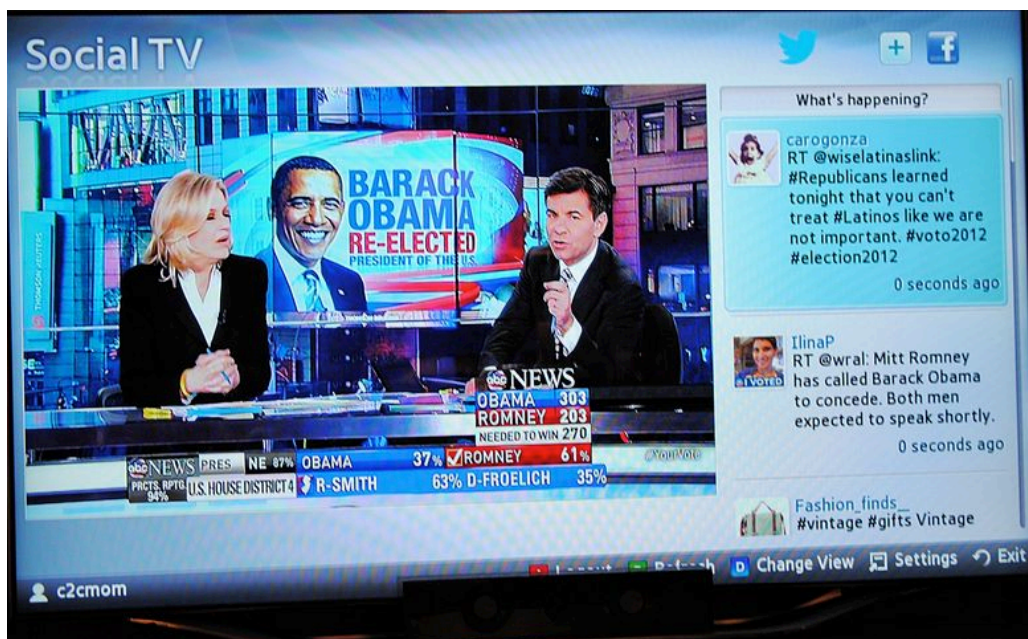 Social TV
What's happening?
carogonza
RT @wiselatinaslink:
#Republicans learned
tonight that you can't
treat #Latinos like we are
not important. #voto2012
#election2012
0 seconds ago
IlinaP
RT @wral: Mitt Romney
has called Barack Obama
to concede. Both men
expected to speak shortly.
0 seconds ago
Fashion_finds_
#vintage #gifts Vintage
THOMSON REUTERS
BARACK
OBAMA
RE-ELECTED
PRESIDENT OF THE U.S.
I VOTED
abc NEWS
OBAMA 303
ROMNEY 203
NEEDED TO WIN 270
#YourVote
abc NEWS PRES NE 87% OBAMA 37% ROMNEY 61%
PRCTS. RPTG. 94% U.S. HOUSE DISTRICT 4 R-SMITH 63% D-FROELICH 35%
D Change View Settings Exit
c2cmom